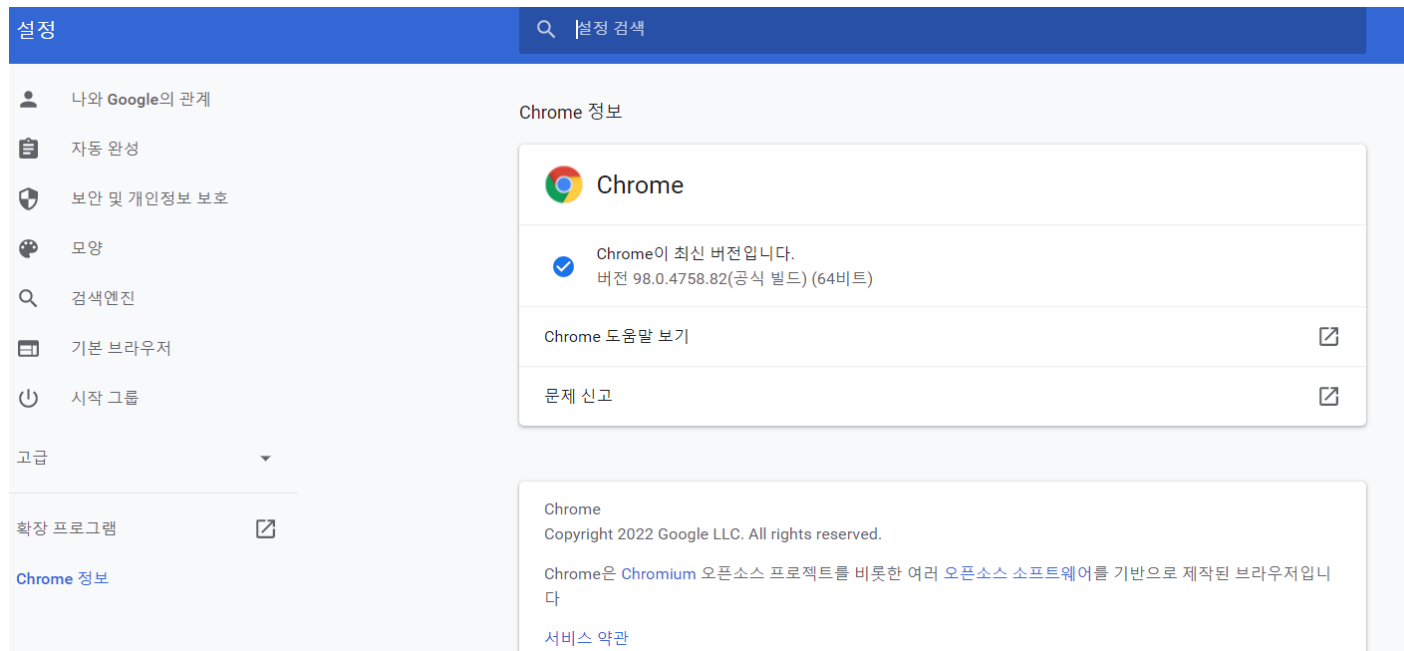 설정
설정 검색
나와 Google의 관계
자동 완성
보안 및 개인정보 보호
모양
검색엔진
기본 브라우저
시작 그룹
고급
확장 프로그램
Chrome 정보
Chrome 정보
Chrome
Chrome이 최신 버전입니다.
버전 98.0.4758.82(공식 빌드) (64비트)
Chrome 도움말 보기
문제 신고
Chrome
Copyright 2022 Google LLC. All rights reserved.
Chrome은 Chromium 오픈소스 프로젝트를 비롯한 여러 오픈소스 소프트웨어를 기반으로 제작된 브라우저입니
다
서비스 약관